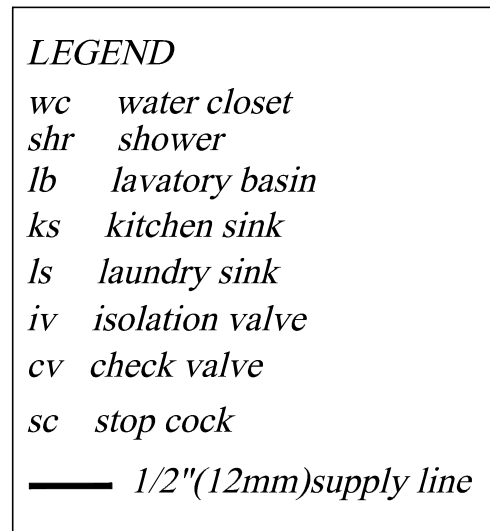 LEGEND
wc water closet
shr shower
lb lavatory basin
ks kitchen sink
ls laundry sink
iv isolation valve
cv check valve
sc stop cock
1/2"(12mm)supply line